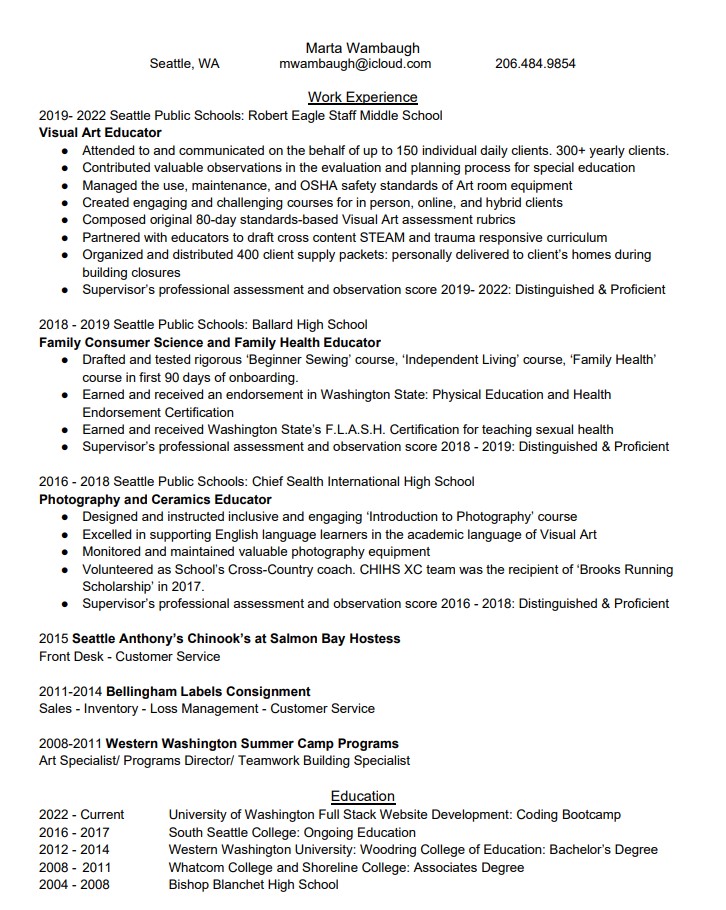 Marta Wambaugh
Seattle, WA mwambaugh@icloud.com 206.484.9854
Work Experience
2019- 2022 Seattle Public Schools: Robert Eagle Staff Middle School
Visual Art Educator
● Attended to and communicated on the behalf of up to 150 individual daily clients. 300+ yearly clients.
● Contributed valuable observations in the evaluation and planning process for special education
● Managed the use, maintenance, and OSHA safety standards of Art room equipment
● Created engaging and challenging courses for in person, online, and hybrid clients
● Composed original 80-day standards-based Visual Art assessment rubrics
● Partnered with educators to draft cross content STEAM and trauma responsive curriculum
● Organized and distributed 400 client supply packets: personally delivered to client's homes during
building closures
● Supervisor's professional assessment and observation score 2019- 2022: Distinguished & Proficient
2018 - 2019 Seattle Public Schools: Ballard High School
Family Consumer Science and Family Health Educator
● Drafted and tested rigorous 'Beginner Sewing' course, 'Independent Living' course, 'Family Health'
course in first 90 days of onboarding.
● Earned and received an endorsement in Washington State: Physical Education and Health
Endorsement Certification
● Earned and received Washington State's F.L.A.S.H. Certification for teaching sexual health
● Supervisor's professional assessment and observation score 2018 - 2019: Distinguished & Proficient
2016 - 2018 Seattle Public Schools: Chief Sealth International High School
Photography and Ceramics Educator
● Designed and instructed inclusive and engaging 'Introduction to Photography' course
● Excelled in supporting English language learners in the academic language of Visual Art
● Monitored and maintained valuable photography equipment
● Volunteered as School's Cross-Country coach. CHIHS XC team was the recipient of 'Brooks Running
Scholarship' in 2017.
● Supervisor's professional assessment and observation score 2016 - 2018: Distinguished & Proficient
2015 Seattle Anthony's Chinook's at Salmon Bay Hostess
Front Desk - Customer Service
2011-2014 Bellingham Labels Consignment
Sales - Inventory - Loss Management - Customer Service
2008-2011 Western Washington Summer Camp Programs
Art Specialist/ Programs Director/ Teamwork Building Specialist
Education
2022 - Current University of Washington Full Stack Website Development: Coding Bootcamp
2016 - 2017 South Seattle College: Ongoing Education
2012 - 2014 Western Washington University: Woodring College of Education: Bachelor's Degree
2008 - 2011 Whatcom College and Shoreline College: Associates Degree
2004 - 2008 Bishop Blanchet High School